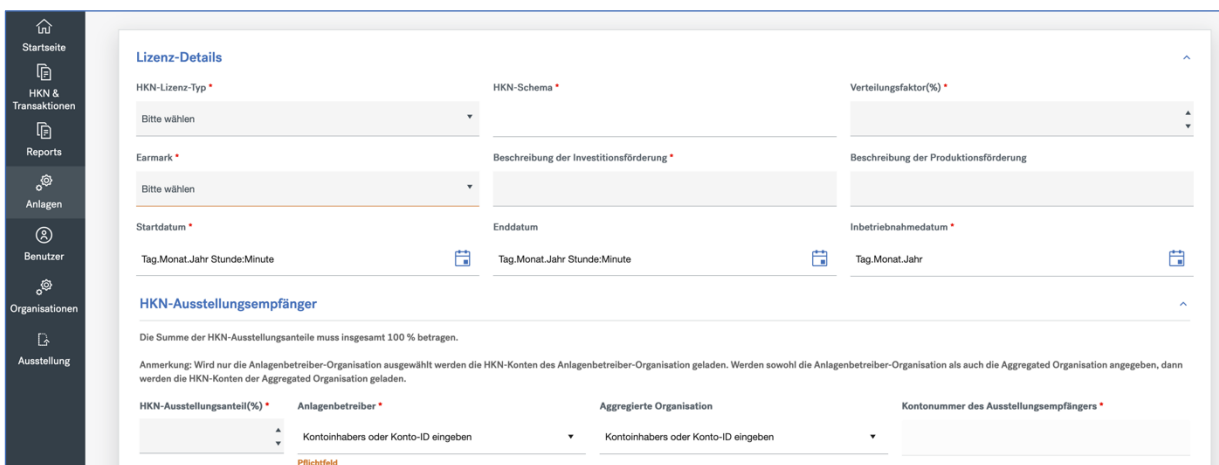 Startseite
HKN &
Transaktionen
Reports
Anlagen
Benutzer
Organisationen
Ausstellung
Lizenz-Details
HKN-Lizenz-Typ *
HKN-Schema *
Verteilungsfaktor(%) *
Bitte wählen
Earmark *
Beschreibung der Investitionsförderung *
Beschreibung der Produktionsförderung
Bitte wählen
Startdatum *
Enddatum
Inbetriebnahmedatum *
Tag.Monat.Jahr Stunde:Minute
Tag.Monat.Jahr Stunde:Minute
Tag.Monat.Jahr
HKN-Ausstellungsempfänger
Die Summe der HKN-Ausstellungsanteile muss insgesamt 100 % betragen.
Anmerkung: Wird nur die Anlagenbetreiber-Organisation ausgewählt werden die HKN-Konten des Anlagenbetreiber-Organisation geladen. Werden sowohl die Anlagenbetreiber-Organisation als auch die Aggregated Organisation angegeben, dann
werden die HKN-Konten der Aggregated Organisation geladen.
HKN-Ausstellungsanteil(%) *
Anlagenbetreiber *
Aggregierte Organisation
Kontonummer des Ausstellungsempfängers *
Kontoinhabers oder Konto-ID eingeben
Kontoinhabers oder Konto-ID eingeben
Pflichtfeld